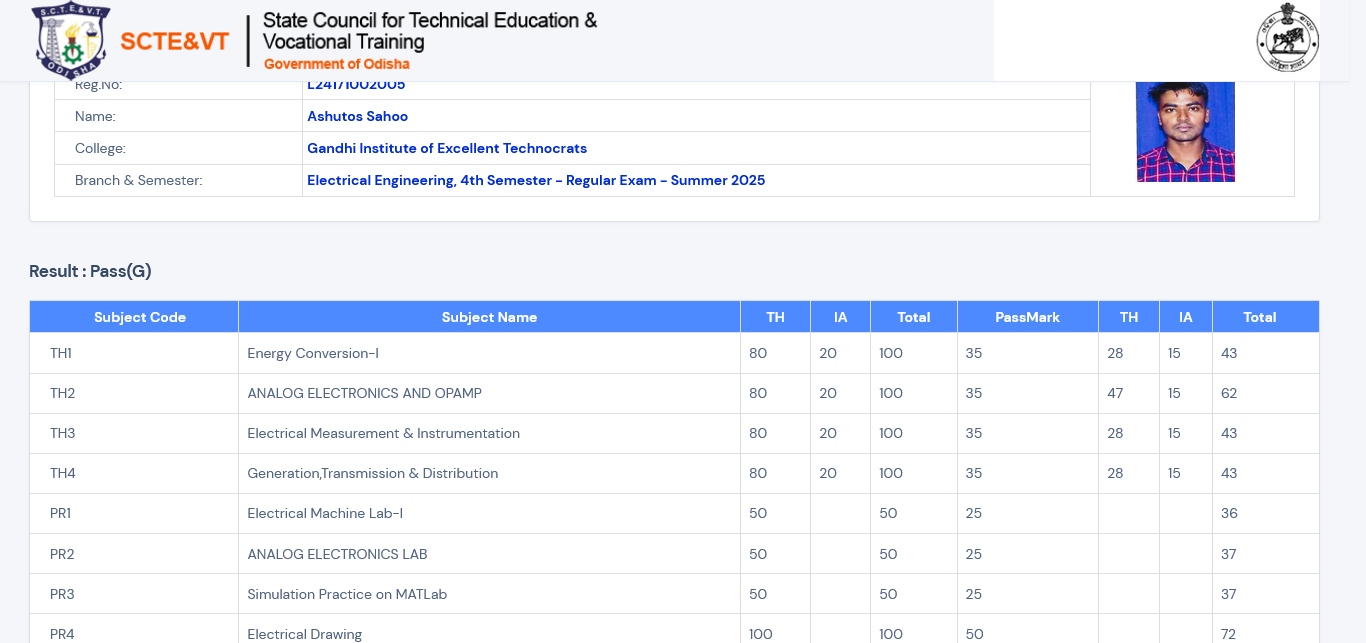 S.C.T.E.&V.T.
ODISHA
SCTE&VT
State Council for Technical Education &
Vocational Training
Government of Odisha
Reg.No: L24171002005
Name: Ashutos Sahoo
College: Gandhi Institute of Excellent Technocrats
Branch & Semester: Electrical Engineering, 4th Semester - Regular Exam - Summer 2025
Result : Pass(G)
Subject Code Subject Name TH IA Total PassMark TH IA Total
TH1 Energy Conversion-I 80 20 100 35 28 15 43
TH2 ANALOG ELECTRONICS AND OPAMP 80 20 100 35 47 15 62
TH3 Electrical Measurement & Instrumentation 80 20 100 35 28 15 43
TH4 Generation,Transmission & Distribution 80 20 100 35 28 15 43
PR1 Electrical Machine Lab-I 50 50 25 36
PR2 ANALOG ELECTRONICS LAB 50 50 25 37
PR3 Simulation Practice on MATLab 50 50 25 37
PR4 Electrical Drawing 100 100 50 72